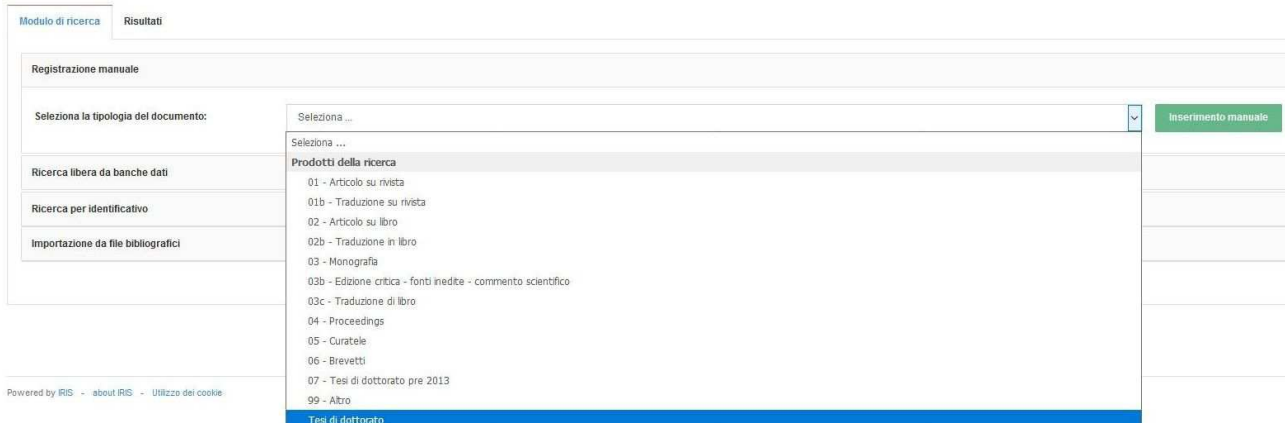 Modulo di ricerca Risultati
Registrazione manuale
Seleziona la tipologia del documento: Seleziona ... Inserimento manuale
Seleziona ...
Prodotti della ricerca
Ricerca libera da banche dati
01 - Articolo su rivista
01b - Traduzione su rivista
Ricerca per identificativo
02 - Articolo su libro
02b - Traduzione in libro
Importazione da file bibliografici
03 - Monografia
03b - Edizione critica - fonti inedite - commento scientifico
03c - Traduzione di libro
04 - Proceedings
05 - Curatele
06 - Brevetti
07 - Tesi di dottorato pre 2013
99 - Altro
Tesi di dottorato
Powered by IRIS - about IRIS - Utilizzo dei cookie